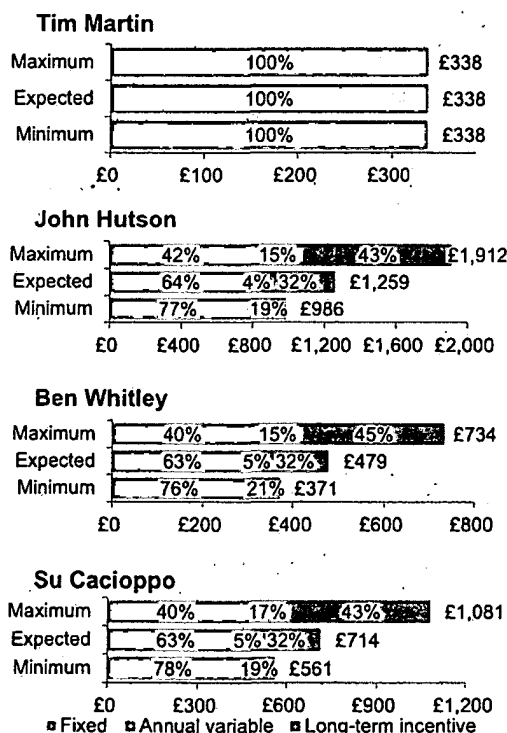 Tim Martin
Maximum 100% £338
Expected 100% £338
Minimum 100% £338
£0 £100 £200 £300
John Hutson
Maximum 42% 15% 43% £1,912
Expected 64% 4% 32% £1,259
Minimum 77% 19% £986
£0 £400 £800 £1,200 £1,600 £2,000
Ben Whitley
Maximum 40% 15% 45% £734
Expected 63% 5% 32% £479
Minimum 76% 21% £371
£0 £200 £400 £600 £800
Su Cacioppo
Maximum 40% 17% 43% £1,081
Expected 63% 5% 32% £714
Minimum 78% 19% £561
£0 £300 £600 £900 £1,200
Fixed Annual variable Long-term incentive